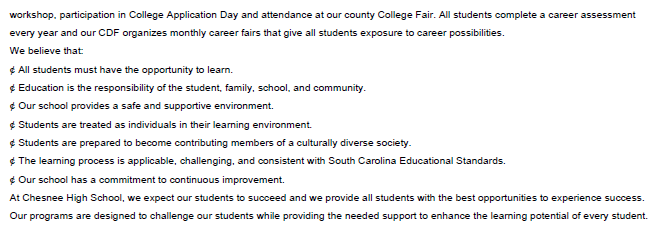 workshop, participation in College Application Day and attendance at our county College Fair. All students complete a career assessment
every year and our CDF organizes monthly career fairs that give all students exposure to career possibilities.
We believe that:
¢ All students must have the opportunity to learn.
¢ Education is the responsibility of the student, family, school, and community.
¢ Our school provides a safe and supportive environment.
¢ Students are treated as individuals in their learning environment.
¢ Students are prepared to become contributing members of a culturally diverse society.
¢ The learning process is applicable, challenging, and consistent with South Carolina Educational Standards.
¢ Our school has a commitment to continuous improvement.
At Chesnee High School, we expect our students to succeed and we provide all students with the best opportunities to experience success.
Our programs are designed to challenge our students while providing the needed support to enhance the learning potential of every student.